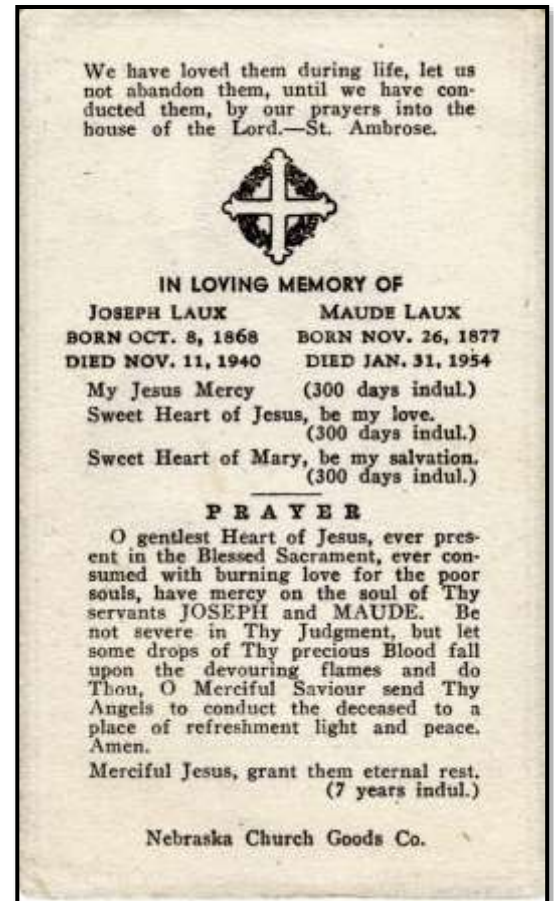 We have loved them during life, let us
not abandon them, until we have con-
ducted them, by our prayers into the
house of the Lord.—St. Ambrose.
IN LOVING MEMORY OF
JOSEPH LAUX MAUDE LAUX
BORN OCT. 8, 1868 BORN NOV. 26, 1877
DIED NOV. 11, 1940 DIED JAN. 31, 1954
My Jesus Mercy (300 days indul.)
Sweet Heart of Jesus, be my love.
(300 days indul.)
Sweet Heart of Mary, be my salvation.
(300 days indul.)
PRAYER
O gentlest Heart of Jesus, ever pres-
ent in the Blessed Sacrament, ever con-
sumed with burning love for the poor
souls, have mercy on the soul of Thy
servants JOSEPH and MAUDE. Be
not severe in Thy Judgment, but let
some drops of Thy precious Blood fall
upon the devouring flames and do
Thou, O Merciful Saviour send Thy
Angels to conduct the deceased to a
place of refreshment light and peace.
Amen.
Merciful Jesus, grant them eternal rest.
(7 years indul.)
Nebraska Church Goods Co.